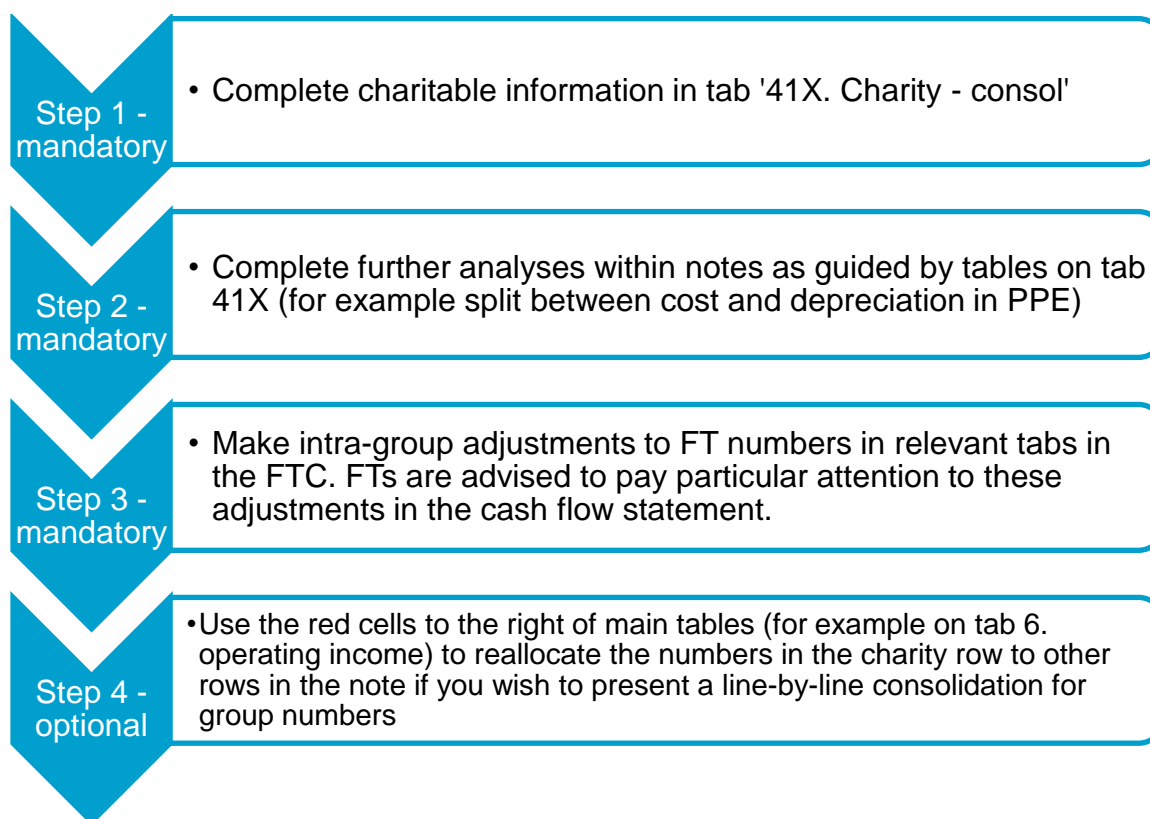 Step 1 -
mandatory
• Complete charitable information in tab '41X. Charity - consol'
Step 2 -
mandatory
• Complete further analyses within notes as guided by tables on tab
41X (for example split between cost and depreciation in PPE)
Step 3 -
mandatory
• Make intra-group adjustments to FT numbers in relevant tabs in
the FTC. FTs are advised to pay particular attention to these
adjustments in the cash flow statement.
Step 4 -
optional
•Use the red cells to the right of main tables (for example on tab 6.
operating income) to reallocate the numbers in the charity row to other
rows in the note if you wish to present a line-by-line consolidation for
group numbers